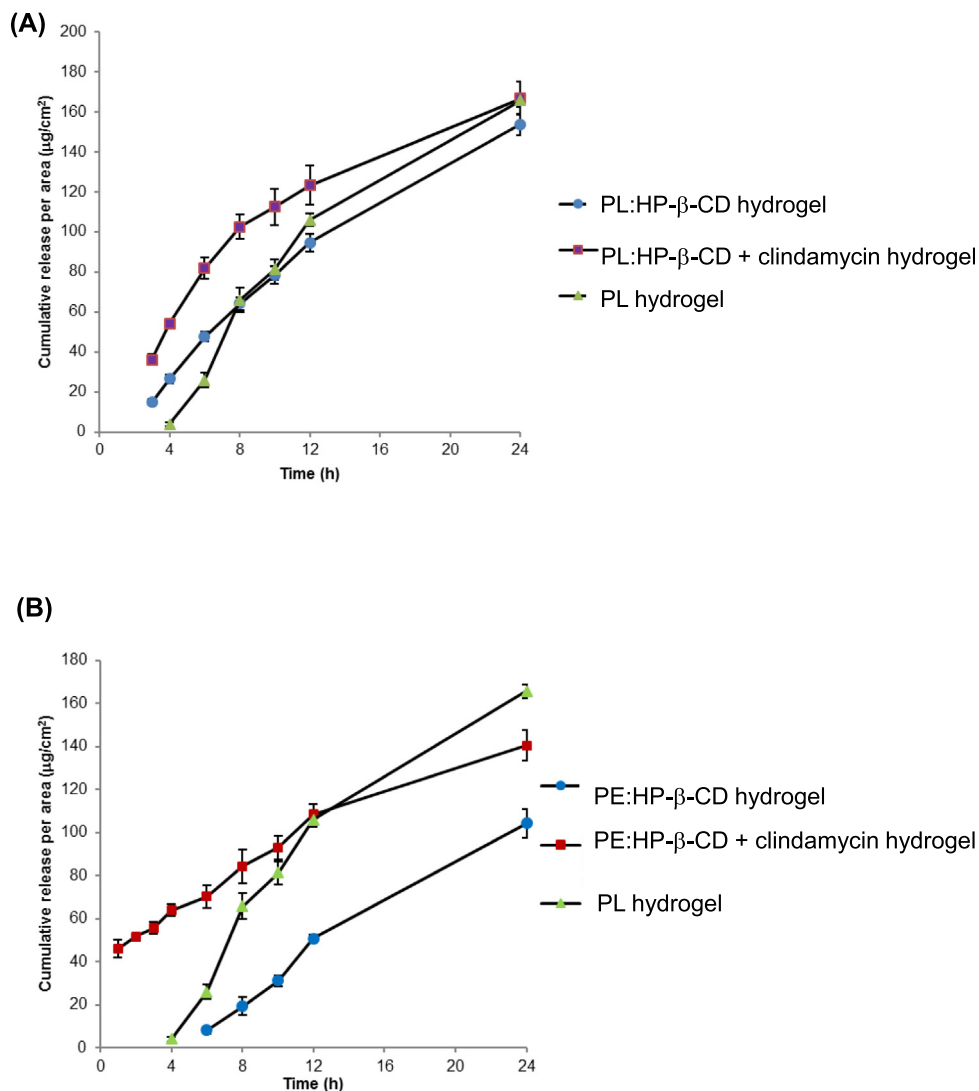 (A)
200
180
160
140
120
100
80
60
40
20
0
Cumulative release per area (µg/cm²)
0 4 8 12 16 20 24
Time (h)
PL:HP-β-CD hydrogel
PL:HP-β-CD + clindamycin hydrogel
PL hydrogel
(B)
180
160
140
120
100
80
60
40
20
0
Cumulative release per area (µg/cm²)
0 4 8 12 16 20 24
Time (h)
PE:HP-β-CD hydrogel
PE:HP-β-CD + clindamycin hydrogel
PL hydrogel